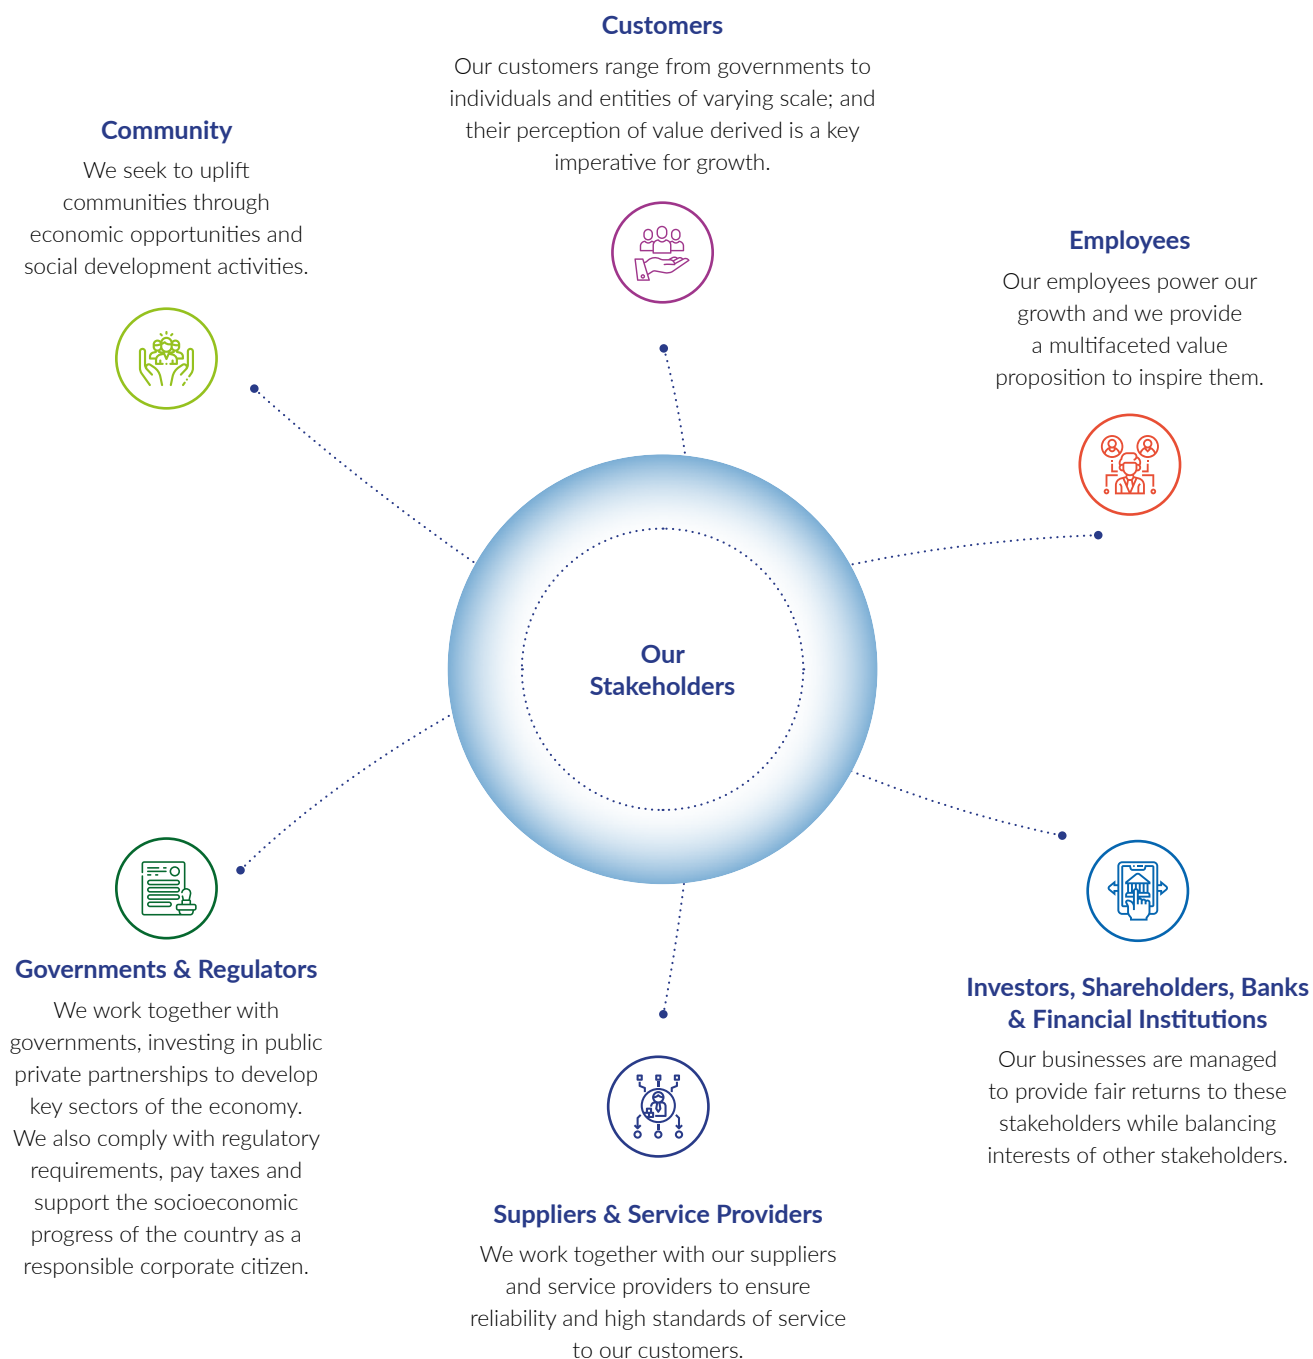 Customers
Our customers range from governments to
individuals and entities of varying scale; and
their perception of value derived is a key
imperative for growth.
Community
We seek to uplift
communities through
economic opportunities and
social development activities.
Employees
Our employees power our
growth and we provide
a multifaceted value
proposition to inspire them.
Our
Stakeholders
Governments & Regulators
We work together with
governments, investing in public
private partnerships to develop
key sectors of the economy.
We also comply with regulatory
requirements, pay taxes and
support the socioeconomic
progress of the country as a
responsible corporate citizen.
Investors, Shareholders, Banks
& Financial Institutions
Our businesses are managed
to provide fair returns to these
stakeholders while balancing
interests of other stakeholders.
Suppliers & Service Providers
We work together with our suppliers
and service providers to ensure
reliability and high standards of service
to our customers.